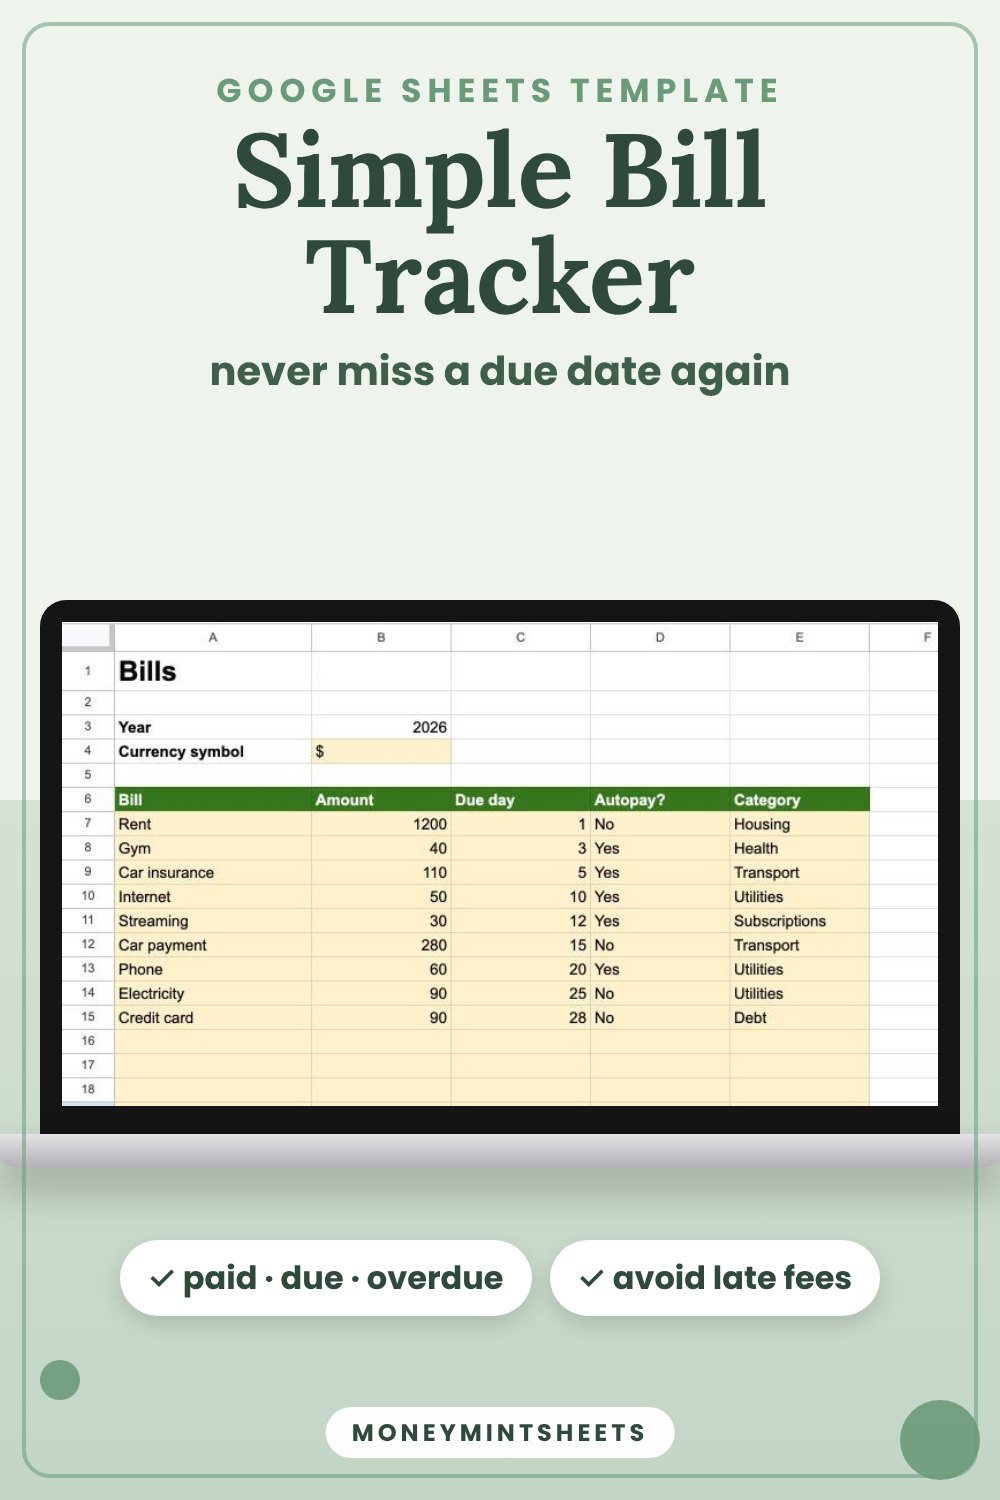 GOOGLE SHEETS TEMPLATE
Simple Bill
Tracker
never miss a due date again
A B C D E F
1 Bills
2
3 Year 2026
4 Currency symbol $
5
6 Bill Amount Due day Autopay? Category
7 Rent 1200 1 No Housing
8 Gym 40 3 Yes Health
9 Car insurance 110 5 Yes Transport
10 Internet 50 10 Yes Utilities
11 Streaming 30 12 Yes Subscriptions
12 Car payment 280 15 No Transport
13 Phone 60 20 Yes Utilities
14 Electricity 90 25 No Utilities
15 Credit card 90 28 No Debt
16
17
18
✓ paid · due · overdue ✓ avoid late fees
MONEYMINTSHEETS